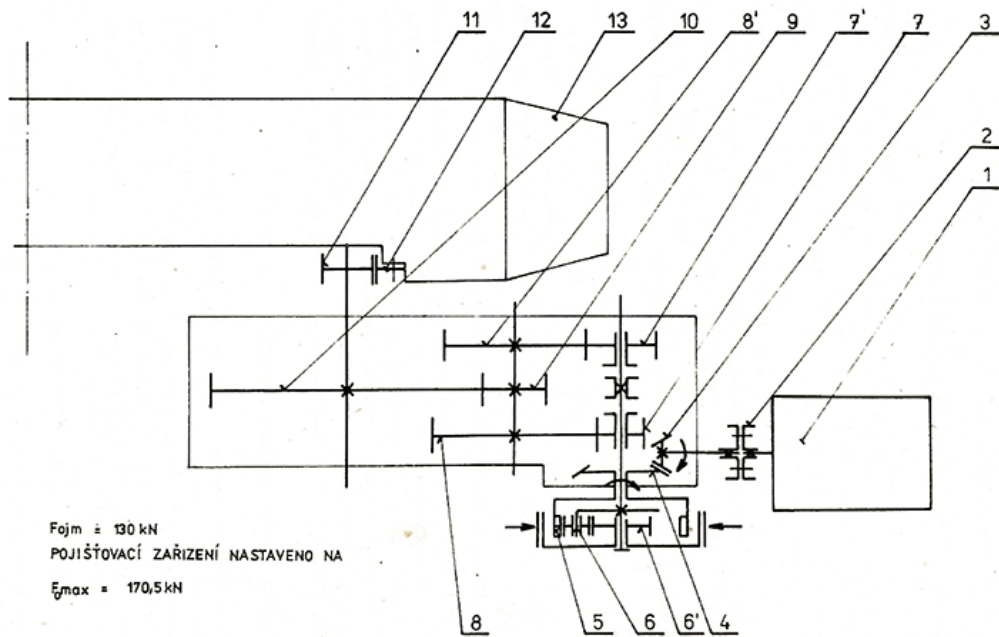 11 12 13 10 8' 9 7' 7 3
2
1
Fojm = 130 kN
POJIŠŤOVACÍ ZAŘIZENÍ NASTAVENO NA
Fomax = 170,5 kN
8 5 6 6' 4